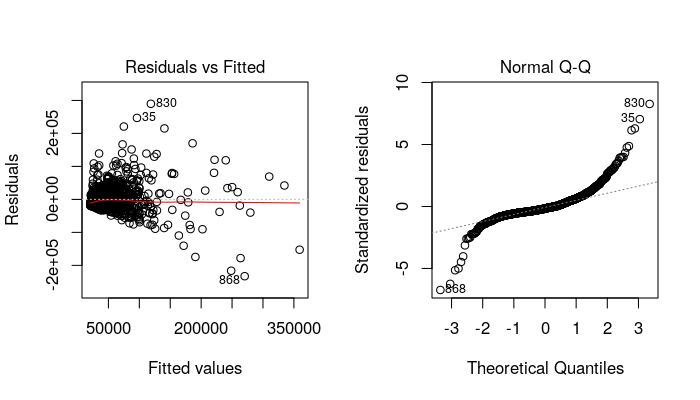 Residuals vs Fitted
Residuals
2e+05
0e+00
-2e+05
830
35
868
50000 200000 350000
Fitted values
Normal Q-Q
Standardized residuals
10
5
0
-5
830
35
868
-3 -2 -1 0 1 2 3
Theoretical Quantiles